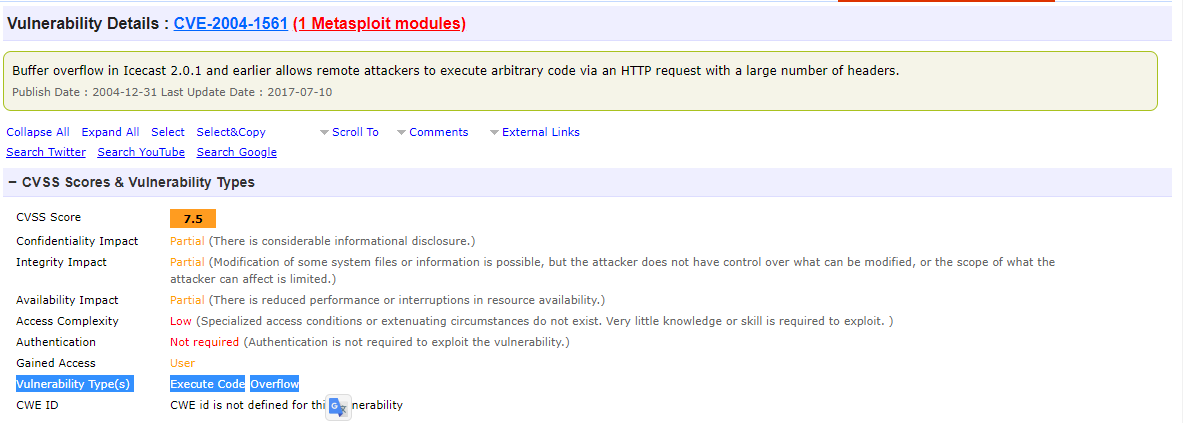 Vulnerability Details : CVE-2004-1561 (1 Metasploit modules)
Buffer overflow in Icecast 2.0.1 and earlier allows remote attackers to execute arbitrary code via an HTTP request with a large number of headers.
Publish Date : 2004-12-31 Last Update Date : 2017-07-10
Collapse All Expand All Select Select&Copy Scroll To Comments External Links
Search Twitter Search YouTube Search Google
− CVSS Scores & Vulnerability Types
CVSS Score 7.5
Confidentiality Impact Partial (There is considerable informational disclosure.)
Integrity Impact Partial (Modification of some system files or information is possible, but the attacker does not have control over what can be modified, or the scope of what the
attacker can affect is limited.)
Availability Impact Partial (There is reduced performance or interruptions in resource availability.)
Access Complexity Low (Specialized access conditions or extenuating circumstances do not exist. Very little knowledge or skill is required to exploit. )
Authentication Not required (Authentication is not required to exploit the vulnerability.)
Gained Access User
Vulnerability Type(s) Execute Code Overflow
CWE ID CWE id is not defined for thi nerability